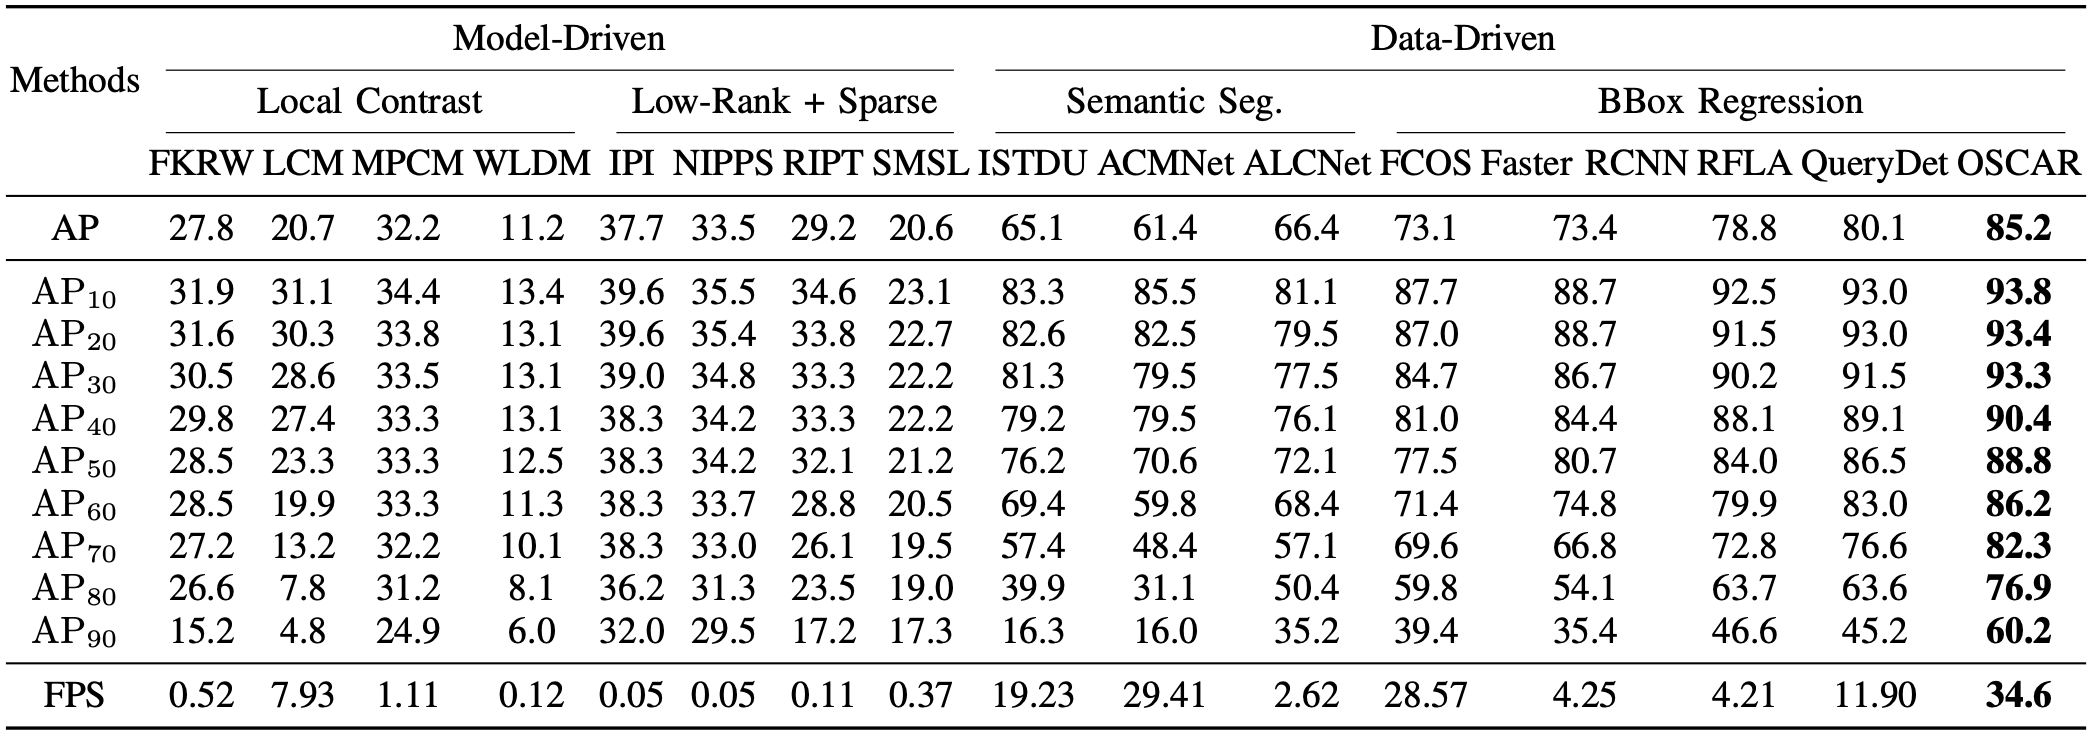 Model-Driven Data-Driven
Methods
Local Contrast Low-Rank + Sparse Semantic Seg. BBox Regression
FKRW LCM MPCM WLDM IPI NIPPS RIPT SMSL ISTDU ACMNet ALCNet FCOS Faster RCNN RFLA QueryDet OSCAR
AP 27.8 20.7 32.2 11.2 37.7 33.5 29.2 20.6 65.1 61.4 66.4 73.1 73.4 78.8 80.1 85.2
AP10 31.9 31.1 34.4 13.4 39.6 35.5 34.6 23.1 83.3 85.5 81.1 87.7 88.7 92.5 93.0 93.8
AP20 31.6 30.3 33.8 13.1 39.6 35.4 33.8 22.7 82.6 82.5 79.5 87.0 88.7 91.5 93.0 93.4
AP30 30.5 28.6 33.5 13.1 39.0 34.8 33.3 22.2 81.3 79.5 77.5 84.7 86.7 90.2 91.5 93.3
AP40 29.8 27.4 33.3 13.1 38.3 34.2 33.3 22.2 79.2 79.5 76.1 81.0 84.4 88.1 89.1 90.4
AP50 28.5 23.3 33.3 12.5 38.3 34.2 32.1 21.2 76.2 70.6 72.1 77.5 80.7 84.0 86.5 88.8
AP60 28.5 19.9 33.3 11.3 38.3 33.7 28.8 20.5 69.4 59.8 68.4 71.4 74.8 79.9 83.0 86.2
AP70 27.2 13.2 32.2 10.1 38.3 33.0 26.1 19.5 57.4 48.4 57.1 69.6 66.8 72.8 76.6 82.3
AP80 26.6 7.8 31.2 8.1 36.2 31.3 23.5 19.0 39.9 31.1 50.4 59.8 54.1 63.7 63.6 76.9
AP90 15.2 4.8 24.9 6.0 32.0 29.5 17.2 17.3 16.3 16.0 35.2 39.4 35.4 46.6 45.2 60.2
FPS 0.52 7.93 1.11 0.12 0.05 0.05 0.11 0.37 19.23 29.41 2.62 28.57 4.25 4.21 11.90 34.6